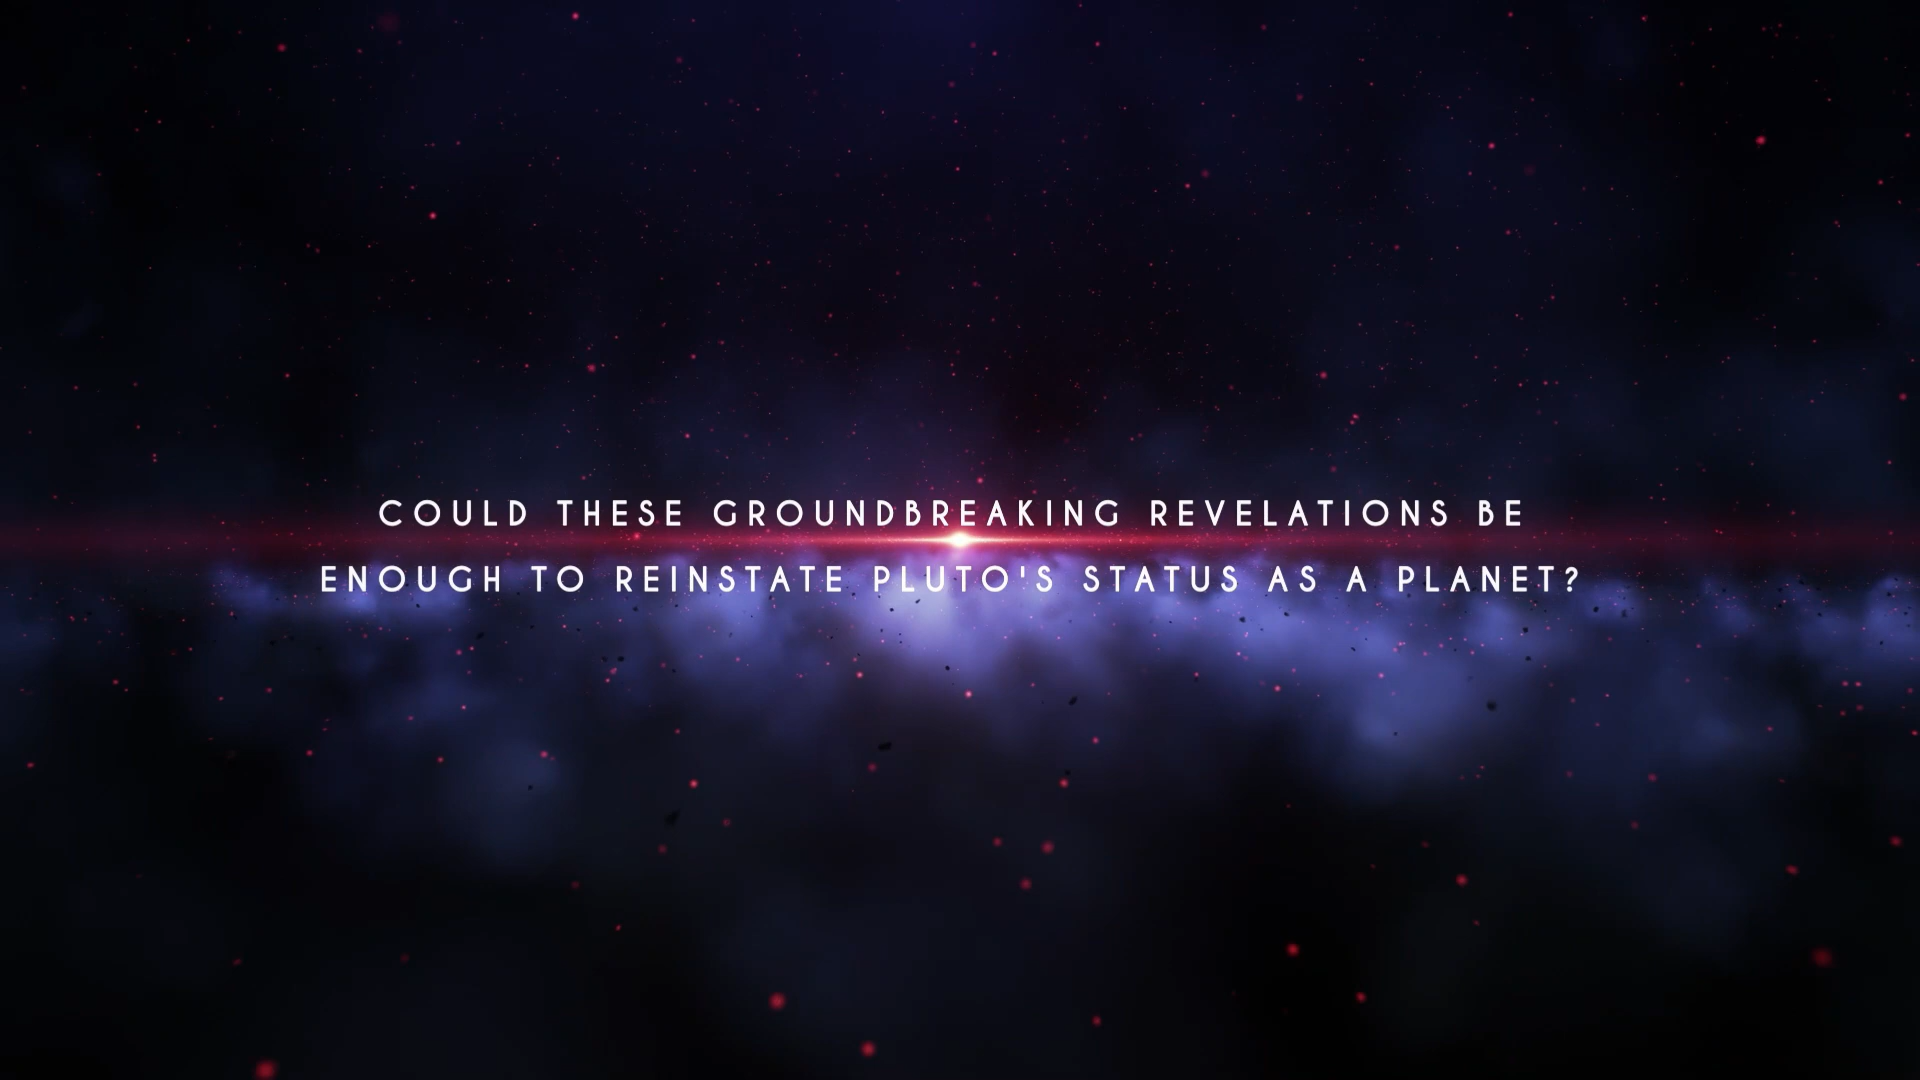 COULD THESE GROUNDBREAKING REVELATIONS BE
ENOUGH TO REINSTATE PLUTO'S STATUS AS A PLANET?